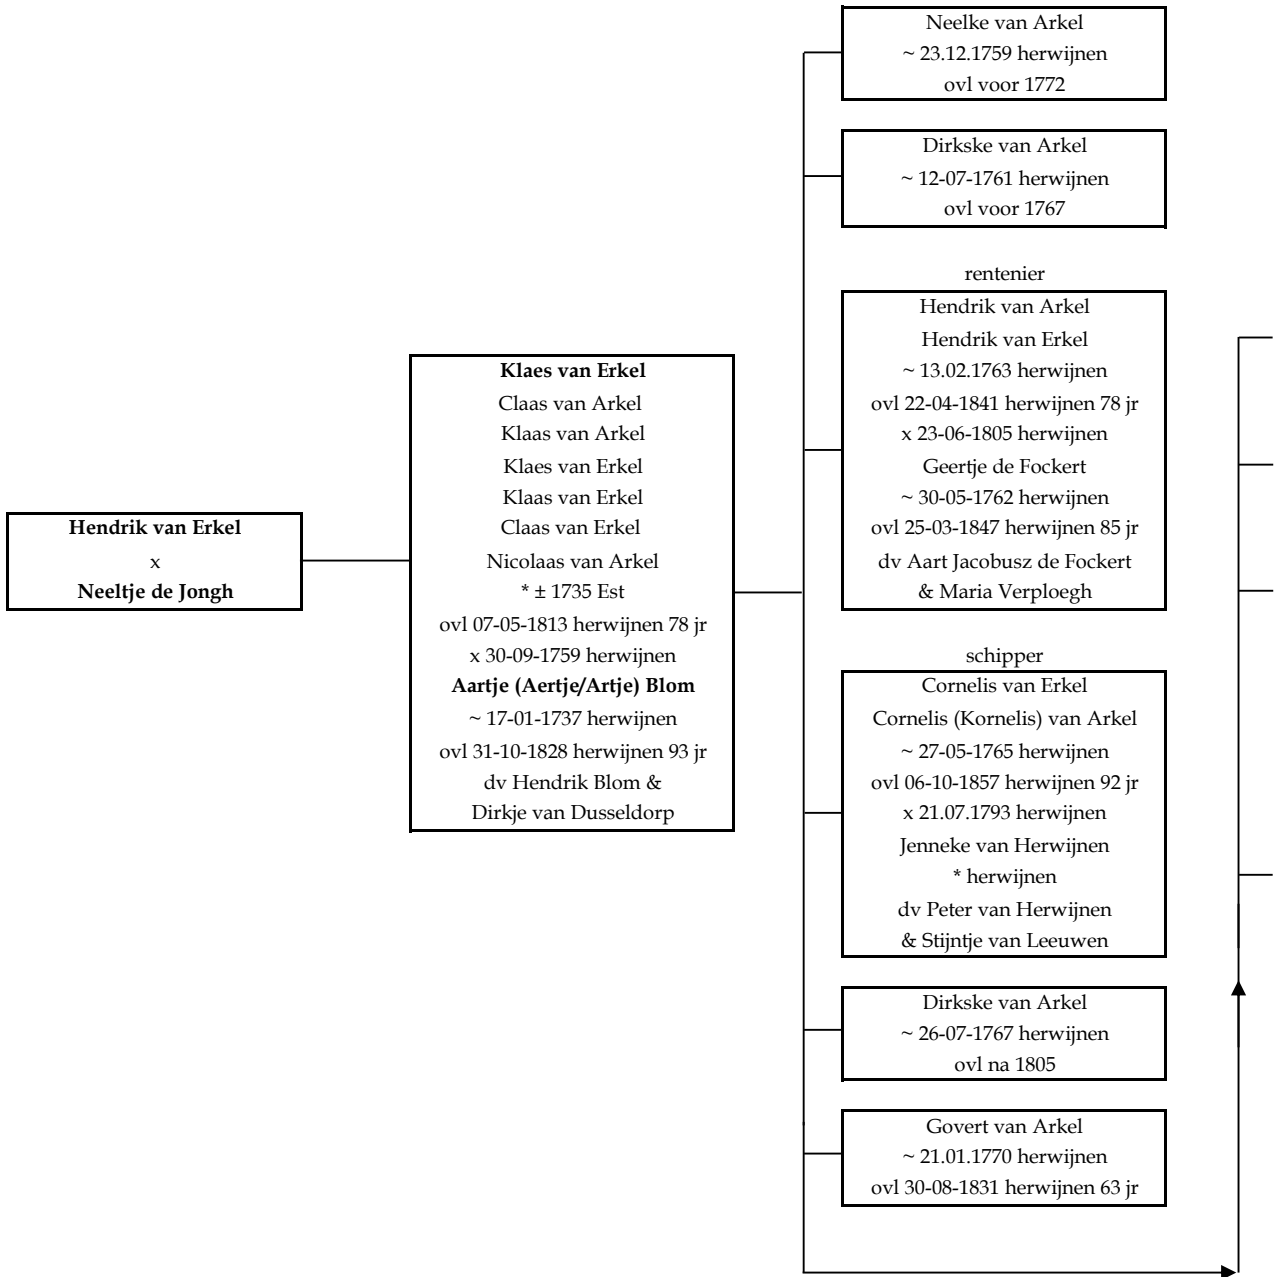 Hendrik van Erkel
x
Neeltje de Jongh
Klaes van Erkel
Claas van Arkel
Klaas van Arkel
Klaes van Erkel
Klaas van Erkel
Claas van Erkel
Nicolaas van Arkel
* ± 1735 Est
ovl 07-05-1813 herwijnen 78 jr
x 30-09-1759 herwijnen
Aartje (Aertje/Artje) Blom
~ 17-01-1737 herwijnen
ovl 31-10-1828 herwijnen 93 jr
dv Hendrik Blom &
Dirkje van Dusseldorp
Neelke van Arkel
~ 23.12.1759 herwijnen
ovl voor 1772
Dirkske van Arkel
~ 12-07-1761 herwijnen
ovl voor 1767
rentenier
Hendrik van Arkel
Hendrik van Erkel
~ 13.02.1763 herwijnen
ovl 22-04-1841 herwijnen 78 jr
x 23-06-1805 herwijnen
Geertje de Fockert
~ 30-05-1762 herwijnen
ovl 25-03-1847 herwijnen 85 jr
dv Aart Jacobusz de Fockert
& Maria Verploegh
schipper
Cornelis van Erkel
Cornelis (Kornelis) van Arkel
~ 27-05-1765 herwijnen
ovl 06-10-1857 herwijnen 92 jr
x 21.07.1793 herwijnen
Jenneke van Herwijnen
* herwijnen
dv Peter van Herwijnen
& Stijntje van Leeuwen
Dirkske van Arkel
~ 26-07-1767 herwijnen
ovl na 1805
Govert van Arkel
~ 21.01.1770 herwijnen
ovl 30-08-1831 herwijnen 63 jr